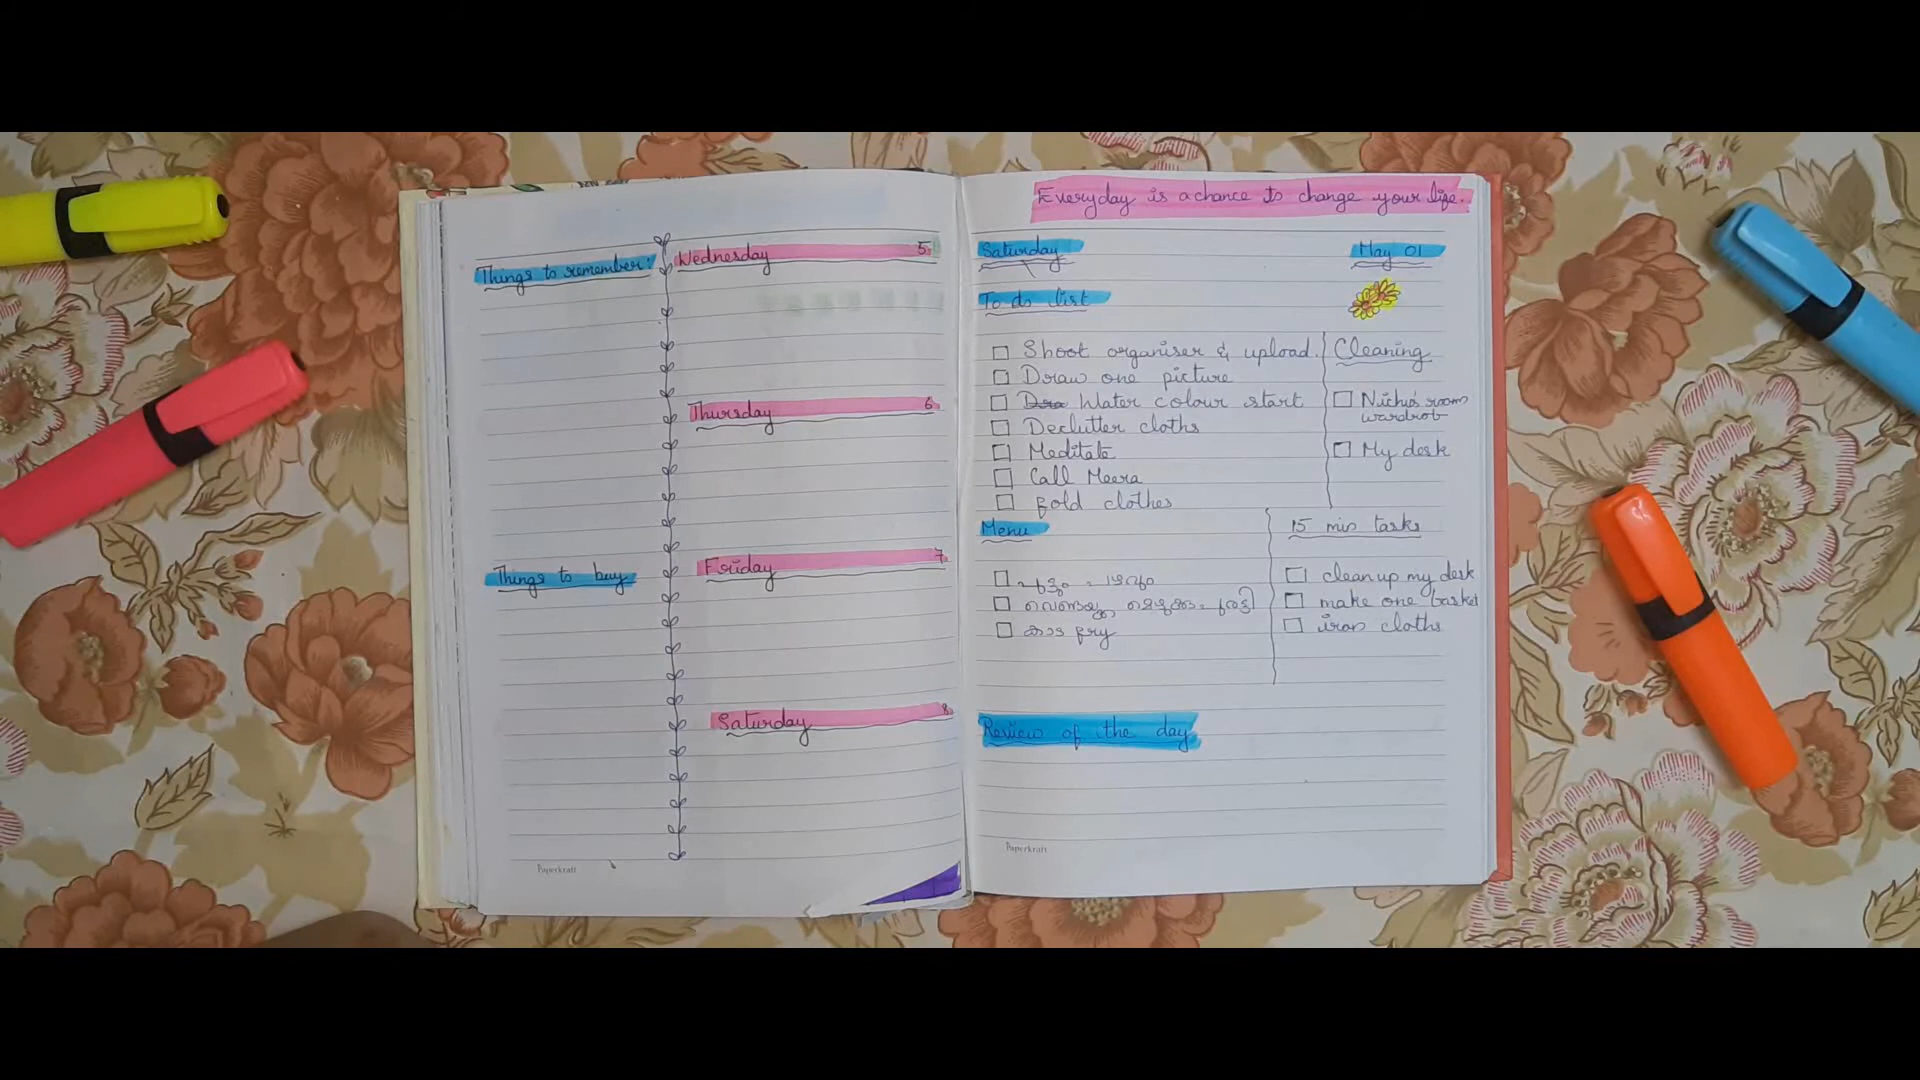 Things to remember:
Wednesday 5
Thursday 6
Things to buy
Friday 7
Saturday 8
Paperkraft
Everyday is a chance to change your life.
Saturday May 01
To do list
Shoot organiser & upload.
Draw one picture
Water colour start
Declutter cloths
Meditate
Call Meera
Fold clothes
Cleaning
room
wardrob
My desk
Menu
fry
15 min tasks
clean up my desk
make one basket
iron cloths
Review of the day
Paperkraft